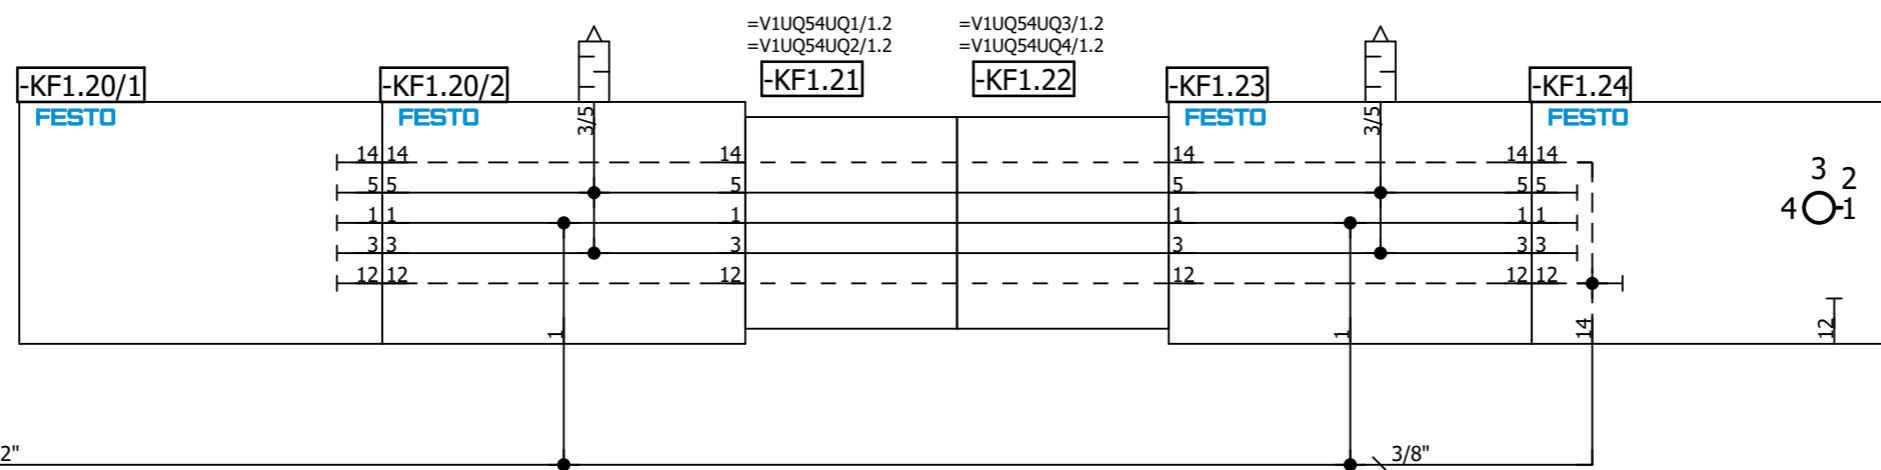 =V1UQ54UQ1/1.2 =V1UQ54UQ3/1.2
=V1UQ54UQ2/1.2 =V1UQ54UQ4/1.2
-KF1.20/1 -KF1.20/2 -KF1.21 -KF1.22 -KF1.23 -KF1.24
FESTO FESTO FESTO FESTO
3/5 3/5
14 14 14 14 14 14
5 5 5 5 5 5
1 1 1 1 1 1
3 3 3 3 3 3
12 12 12 12 12 12
3 2
4 1
1 1 14 12
2" 3/8"